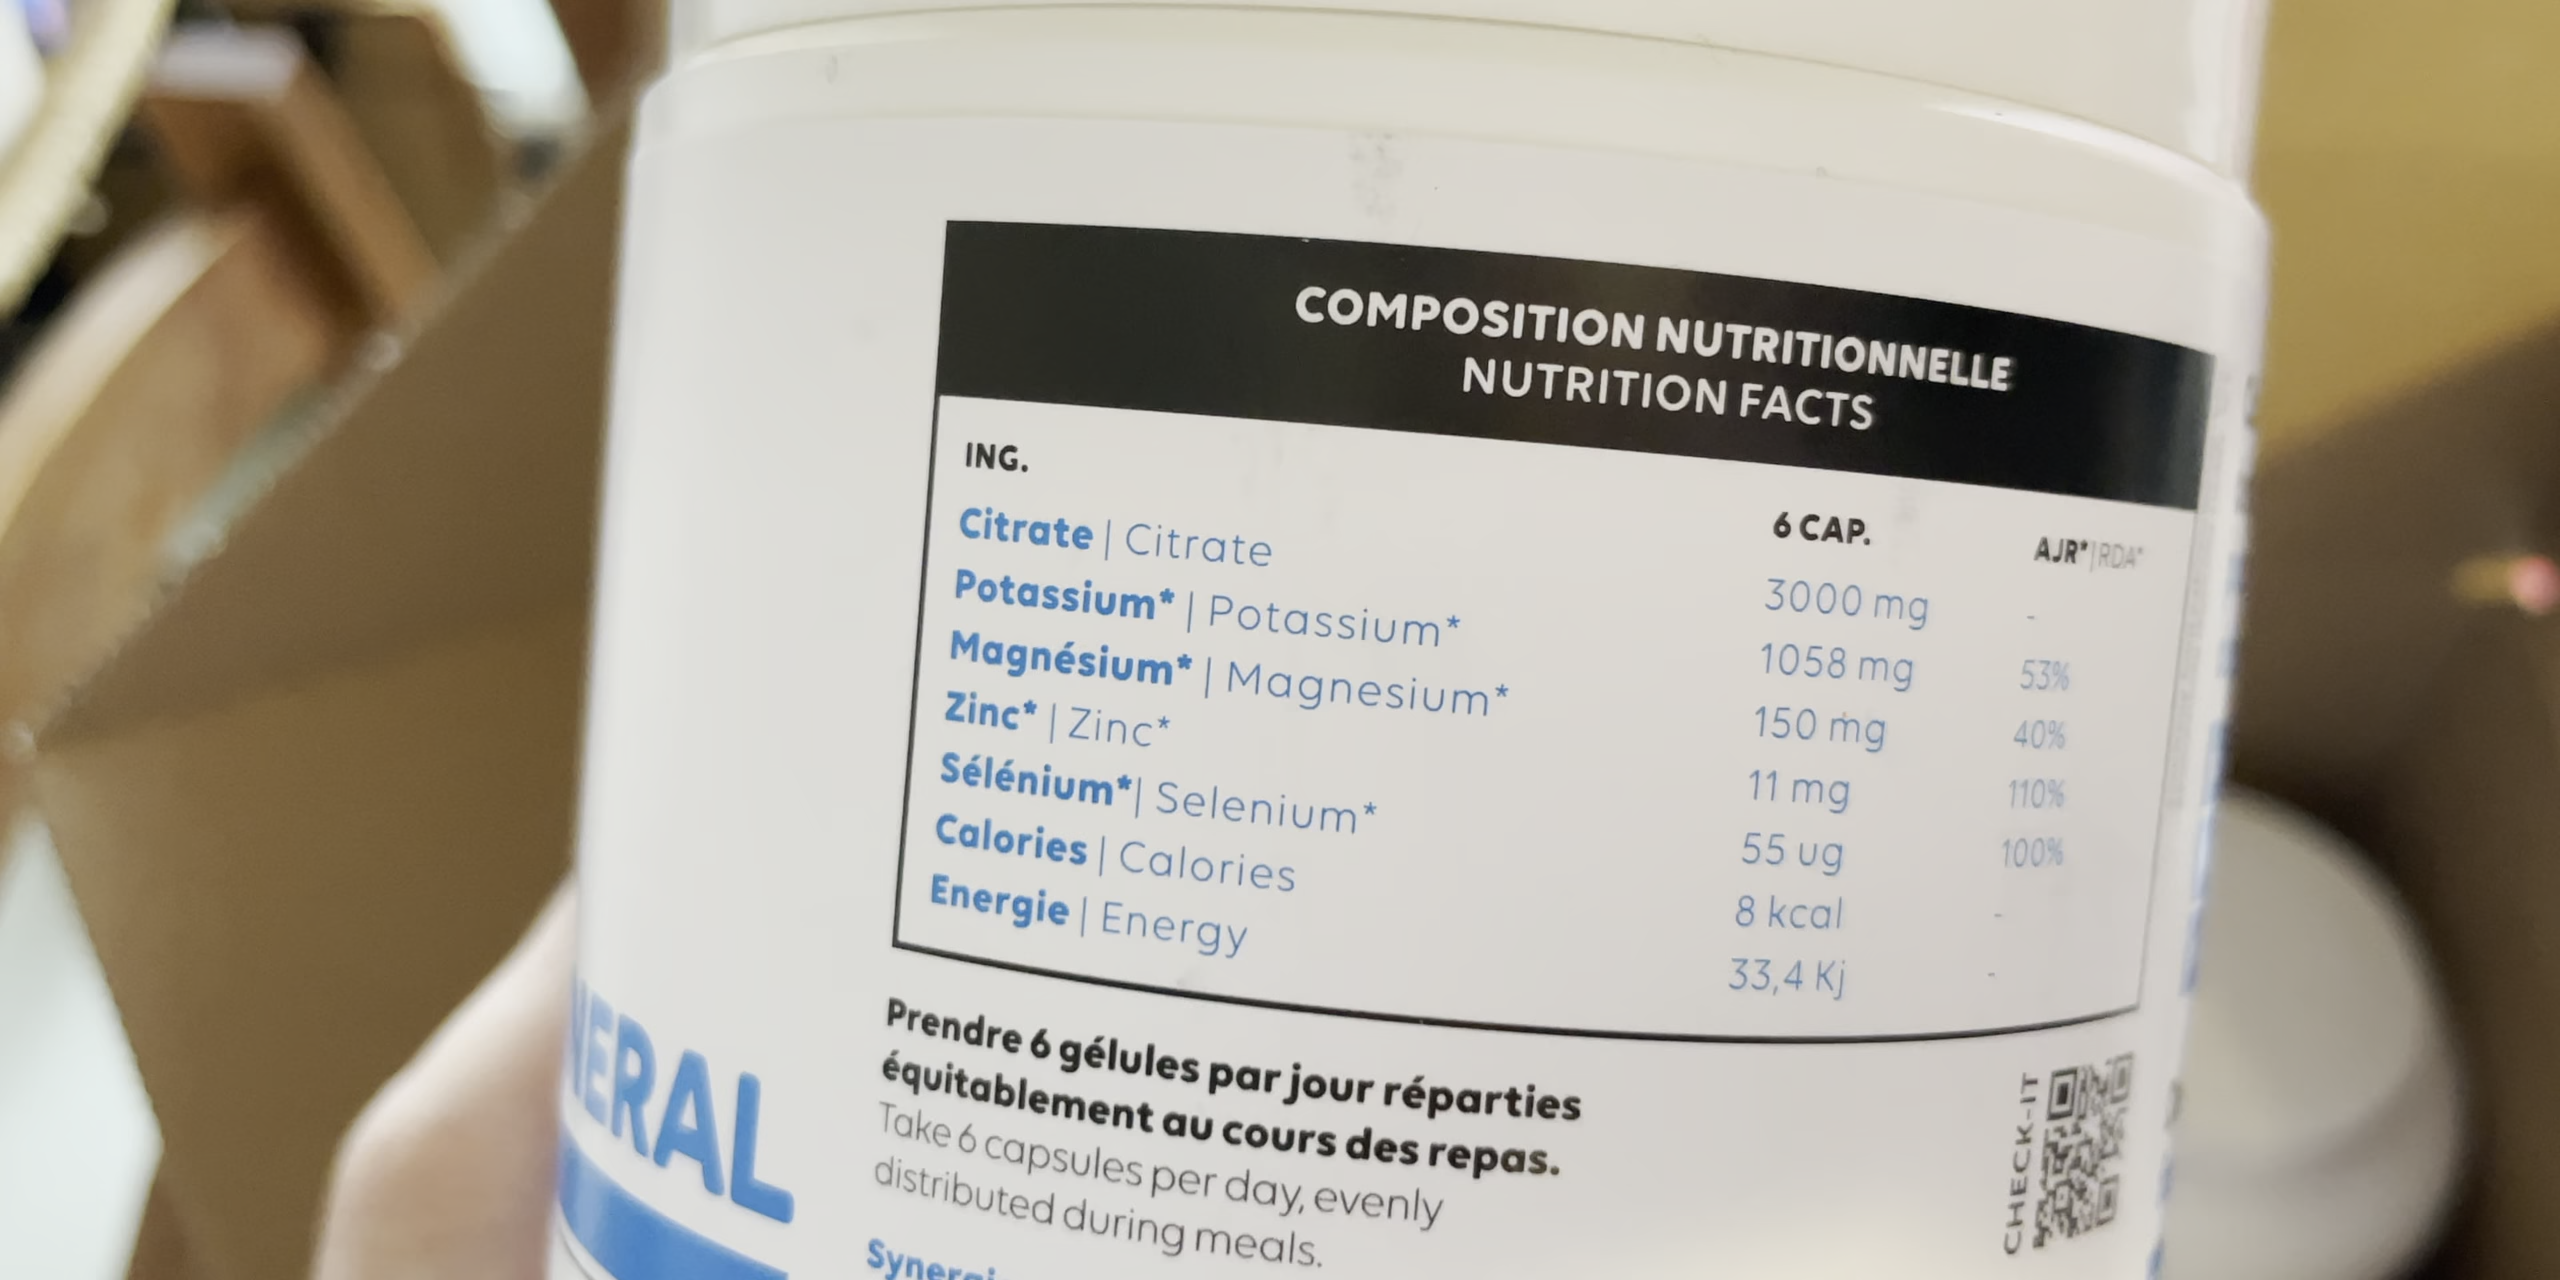 COMPOSITION NUTRITIONNELLE
NUTRITION FACTS
ING. 6 CAP. AJR*|RDA*
Citrate | Citrate 3000 mg -
Potassium* | Potassium* 1058 mg 53%
Magnésium* | Magnesium* 150 mg 40%
Zinc* | Zinc* 11 mg 110%
Sélénium*| Selenium* 55 ug 100%
Calories | Calories 8 kcal -
Energie | Energy 33,4 Kj -
Prendre 6 gélules par jour réparties
équitablement au cours des repas.
Take 6 capsules per day, evenly
distributed during meals.
CHECK-IT